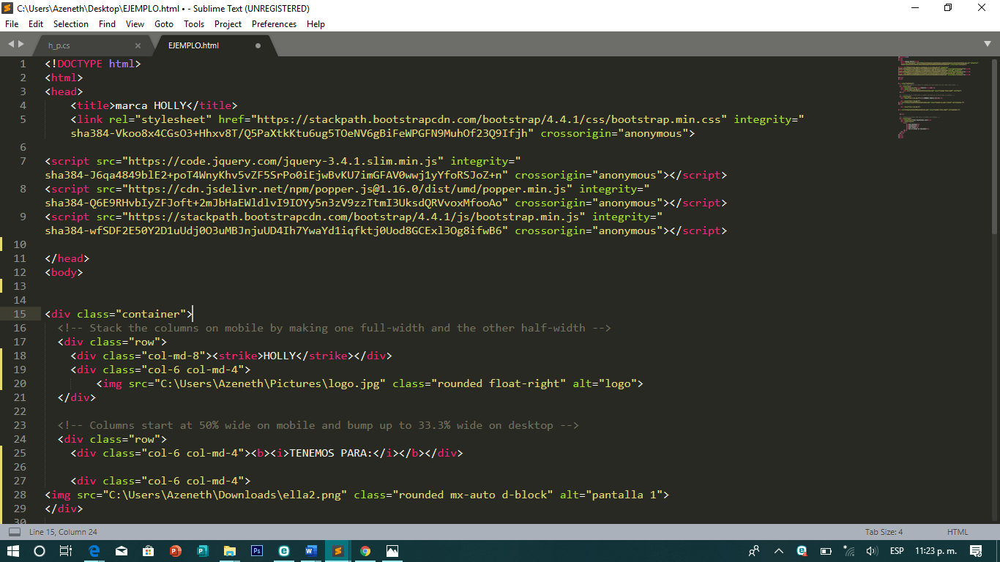 C:\Users\Azeneth\Desktop\EJEMPLO.html • - Sublime Text (UNREGISTERED)
File Edit Selection Find View Goto Tools Project Preferences Help
h_p.cs EJEMPLO.html
1 <!DOCTYPE html>
2 <html>
3 <head>
4 <title>marca HOLLY</title>
5 <link rel="stylesheet" href="https://stackpath.bootstrapcdn.com/bootstrap/4.4.1/css/bootstrap.min.css" integrity="
sha384-Vkoo8x4CGsO3+Hhxv8T/Q5PaXtkKtu6ug5TOeNV6gBiFeWPGFN9MuhOf23Q9Ifjh" crossorigin="anonymous">
6
7 <script src="https://code.jquery.com/jquery-3.4.1.slim.min.js" integrity="
sha384-J6qa4849blE2+poT4WnyKhv5vZF5SrPo0iEjwBvKU7imGFAV0wwj1yYfoRSJoZ+n" crossorigin="anonymous"></script>
8 <script src="https://cdn.jsdelivr.net/npm/popper.js@1.16.0/dist/umd/popper.min.js" integrity="
sha384-Q6E9RHvbIyZFJoft+2mJbHaEWldlvI9IOYy5n3zV9zzTtmI3UksdQRVvoxMfooAo" crossorigin="anonymous"></script>
9 <script src="https://stackpath.bootstrapcdn.com/bootstrap/4.4.1/js/bootstrap.min.js" integrity="
sha384-wfSDF2E50Y2D1uUdj0O3uMBJnjuUD4Ih7YwaYd1iqfktj0Uod8GCExl3Og8ifwB6" crossorigin="anonymous"></script>
10
11 </head>
12 <body>
13
14
15 <div class="container">
16 <!-- Stack the columns on mobile by making one full-width and the other half-width -->
17 <div class="row">
18 <div class="col-md-8"><strike>HOLLY</strike></div>
19 <div class="col-6 col-md-4">
20 <img src="C:\Users\Azeneth\Pictures\logo.jpg" class="rounded float-right" alt="logo">
21 </div>
22
23 <!-- Columns start at 50% wide on mobile and bump up to 33.3% wide on desktop -->
24 <div class="row">
25 <div class="col-6 col-md-4"><b><i>TENEMOS PARA:</i></b></div>
26
27 <div class="col-6 col-md-4">
28 <img src="C:\Users\Azeneth\Downloads\ella2.png" class="rounded mx-auto d-block" alt="pantalla 1">
29 </div>
30
Line 15, Column 24 Tab Size: 4 HTML
ESP 11:23 p. m.